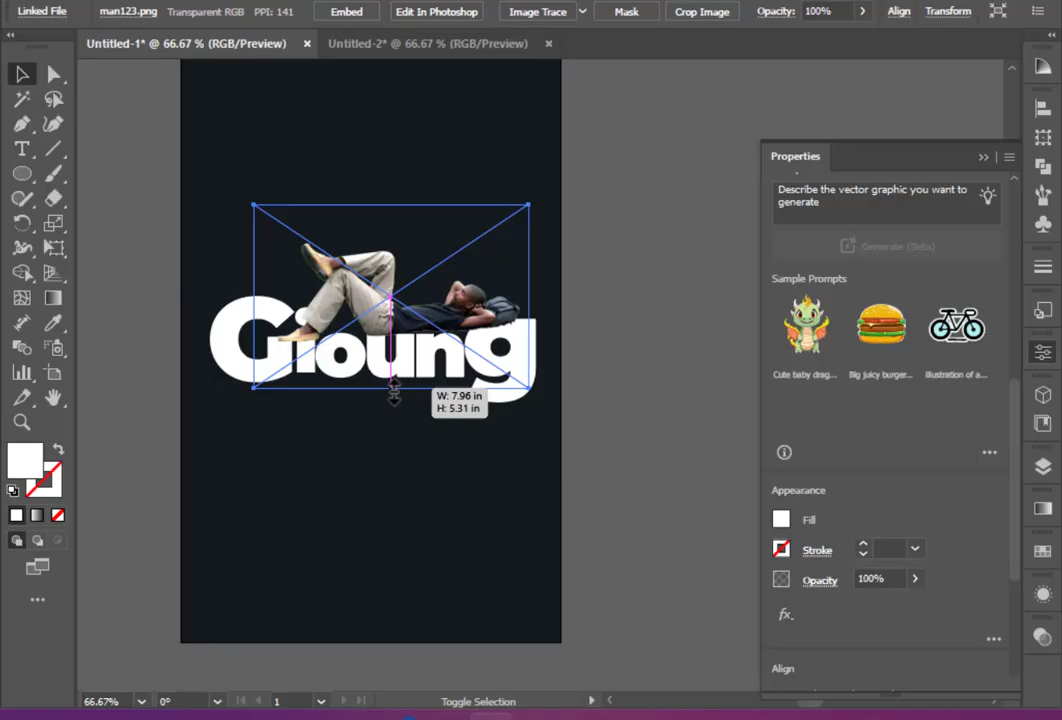 Linked File man123.png Transparent RGB PPI: 141 Embed Edit In Photoshop Image Trace Mask Crop Image Opacity: 100% Align Transform
Untitled-1* @ 66.67 % (RGB/Preview) × Untitled-2* @ 66.67 % (RGB/Preview) ×
Properties
Describe the vector graphic you want to
generate
Generate (Beta)
Sample Prompts
Cute baby drag... Big juicy burger... Illustration of a...
Gioung
W: 7.96 in
H: 5.31 in
Appearance
Fill
Stroke
Opacity 100%
fx.
Align
66.67% 0° 1 Toggle Selection